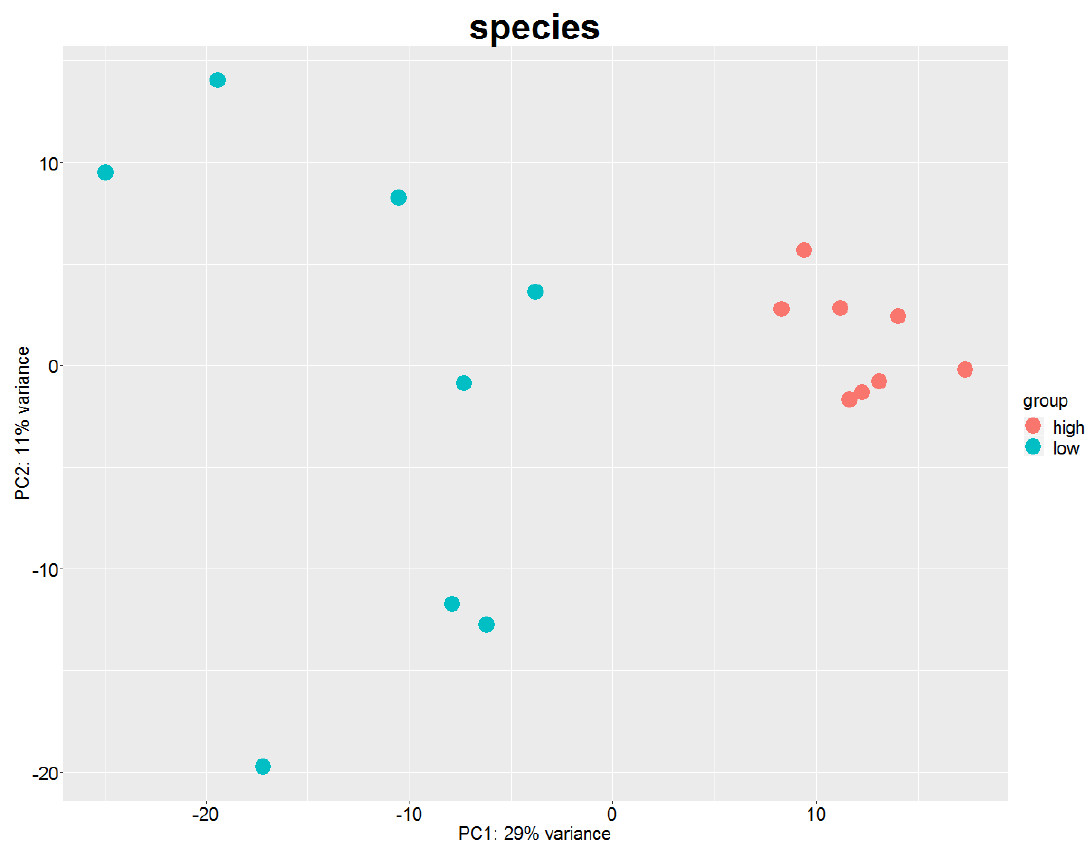 species
10
0
-10
-20
PC2: 11% variance
-20
-10
0
10
PC1: 29% variance
group
high
low